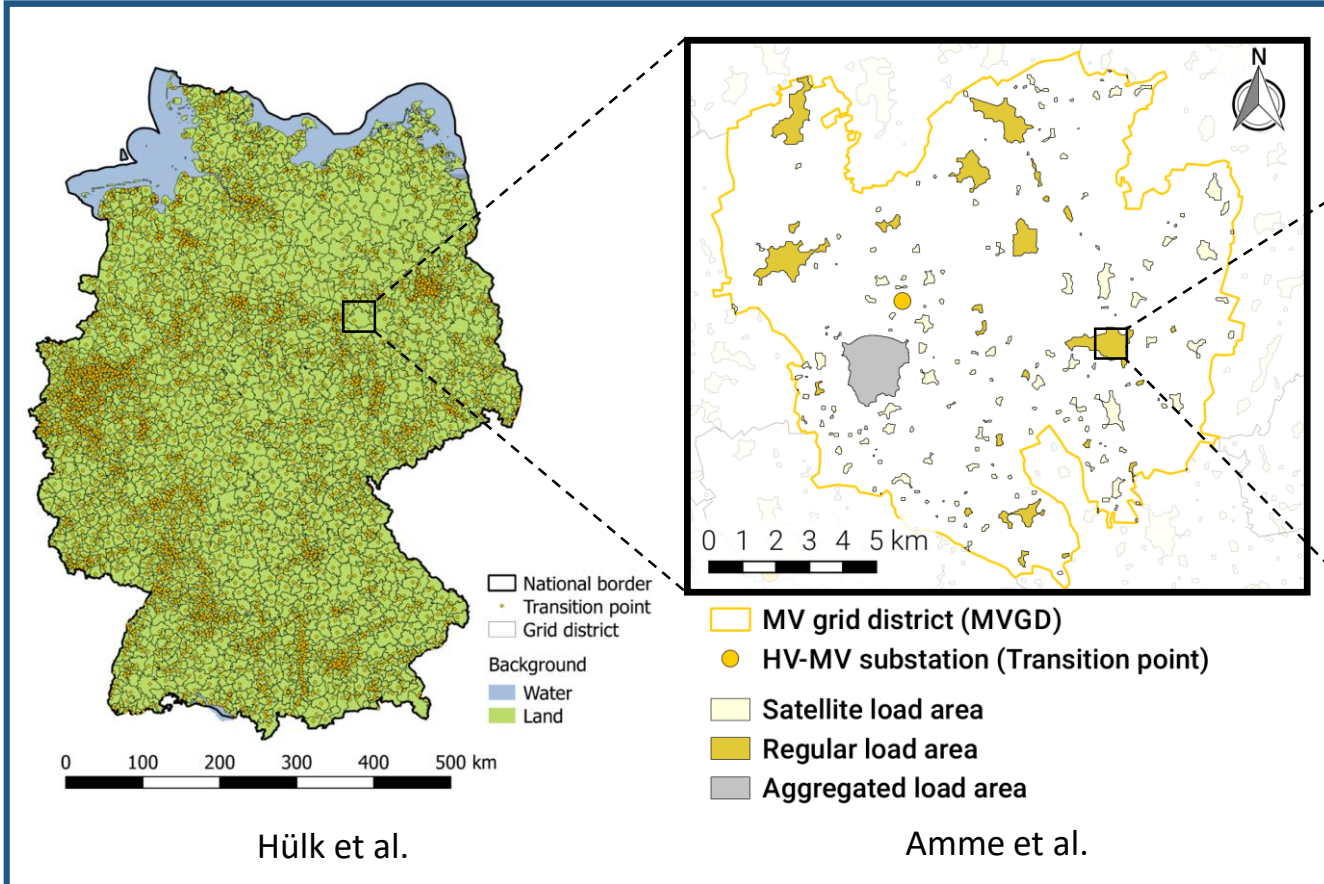 National border
Transition point
Grid district
Background
Water
Land
0 100 200 300 400 500 km
Hülk et al.
N
0 1 2 3 4 5 km
MV grid district (MVGD)
HV-MV substation (Transition point)
Satellite load area
Regular load area
Aggregated load area
Amme et al.